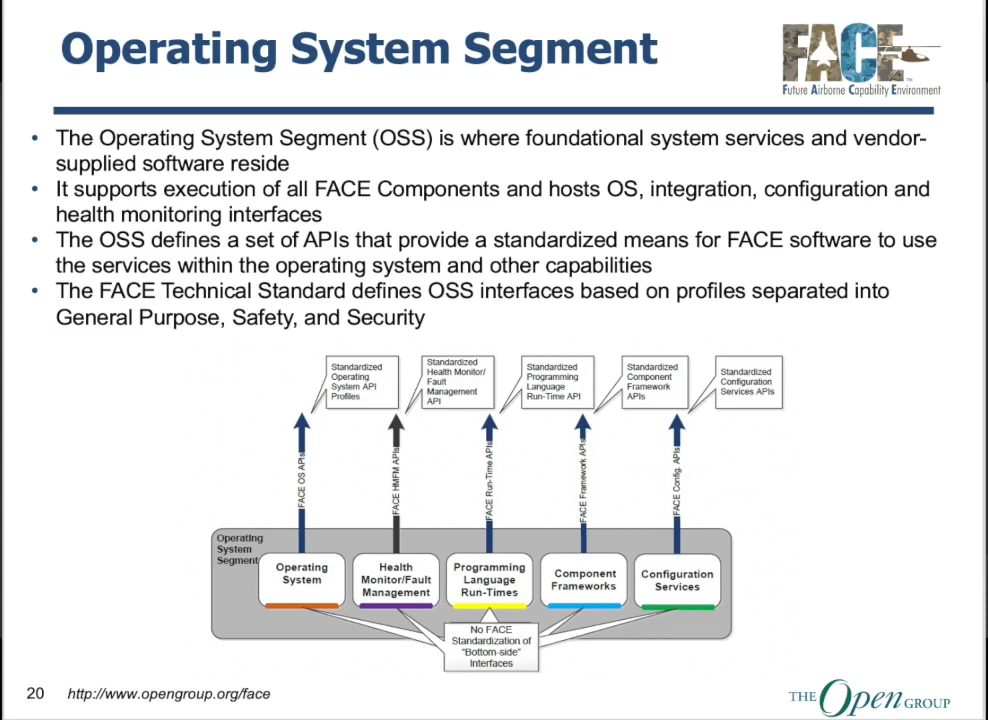 Operating System Segment
FACE
TM
Future Airborne Capability Environment
• The Operating System Segment (OSS) is where foundational system services and vendor-
supplied software reside
• It supports execution of all FACE Components and hosts OS, integration, configuration and
health monitoring interfaces
• The OSS defines a set of APIs that provide a standardized means for FACE software to use
the services within the operating system and other capabilities
• The FACE Technical Standard defines OSS interfaces based on profiles separated into
General Purpose, Safety, and Security
Standardized
Operating
System API
Profiles
Standardized
Health Monitor/
Fault
Management
API
Standardized
Programming
Language
Run-Time API
Standardized
Component
Framework
APIs
Standardized
Configuration
Services APIs
FACE OS APIs
FACE HMFM APIs
FACE Run-Time APIs
FACE Framework APIs
FACE Config. APIs
Operating
System
Segment
Operating
System
Health
Monitor/Fault
Management
Programming
Language
Run-Times
Component
Frameworks
Configuration
Services
No FACE
Standardization of
"Bottom-side"
Interfaces
20 http://www.opengroup.org/face
THE Open GROUP